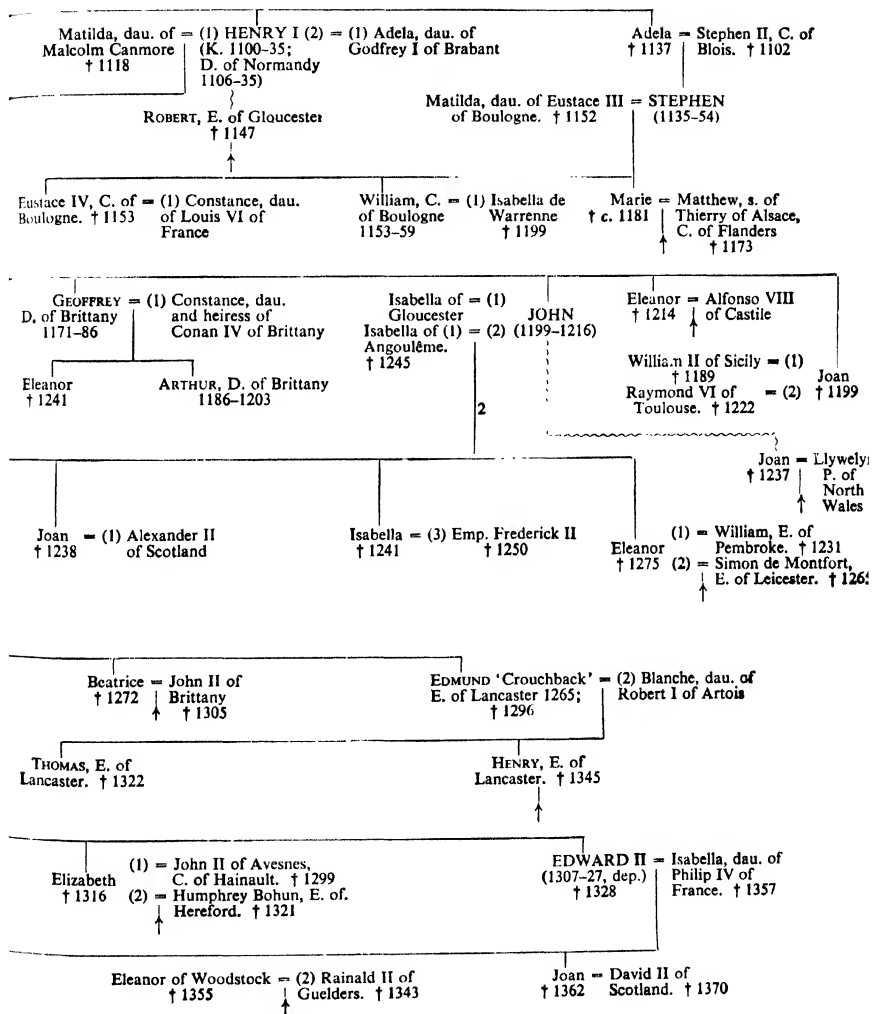 Matilda, dau. of = (1) HENRY I (2) = (1) Adela, dau. of
Malcolm Canmore (K. 1100–35; Godfrey I of Brabant
† 1118 D. of Normandy
1106–35)
Adela = Stephen II, C. of
† 1137 Blois. † 1102
ROBERT, E. of Gloucester
† 1147
Matilda, dau. of Eustace III = STEPHEN
of Boulogne. † 1152 (1135–54)
Eustace IV, C. of = (1) Constance, dau.
Boulogne. † 1153 of Louis VI of
France
William, C. = (1) Isabella de
of Boulogne Warrenne
1153–59 † 1199
Marie = Matthew, s. of
† c. 1181 Thierry of Alsace,
C. of Flanders
† 1173
GEOFFREY = (1) Constance, dau.
D. of Brittany and heiress of
1171–86 Conan IV of Brittany
Isabella of = (1) JOHN
Gloucester
Isabella of (1) = (2) (1199–1216)
Angoulême.
† 1245
Eleanor = Alfonso VIII
† 1214 of Castile
Eleanor ARTHUR, D. of Brittany
† 1241 1186–1203
William II of Sicily = (1)
† 1189 Joan
Raymond VI of = (2) † 1199
Toulouse. † 1222
2
Joan = Llywelyn
† 1237 P. of
North
Wales
Joan = (1) Alexander II
† 1238 of Scotland
Isabella = (3) Emp. Frederick II
† 1241 † 1250
Eleanor (1) = William, E. of
† 1275 Pembroke. † 1231
(2) = Simon de Montfort,
E. of Leicester. † 1265
Beatrice = John II of
† 1272 Brittany
† 1305
EDMUND 'Crouchback' = (2) Blanche, dau. of
E. of Lancaster 1265; Robert I of Artois
† 1296
THOMAS, E. of
Lancaster. † 1322
HENRY, E. of
Lancaster. † 1345
Elizabeth (1) = John II of Avesnes,
† 1316 C. of Hainault. † 1299
(2) = Humphrey Bohun, E. of.
Hereford. † 1321
EDWARD II = Isabella, dau. of
(1307–27, dep.) Philip IV of
† 1328 France. † 1357
Eleanor of Woodstock = (2) Rainald II of
† 1355 Guelders. † 1343
Joan = David II of
† 1362 Scotland. † 1370